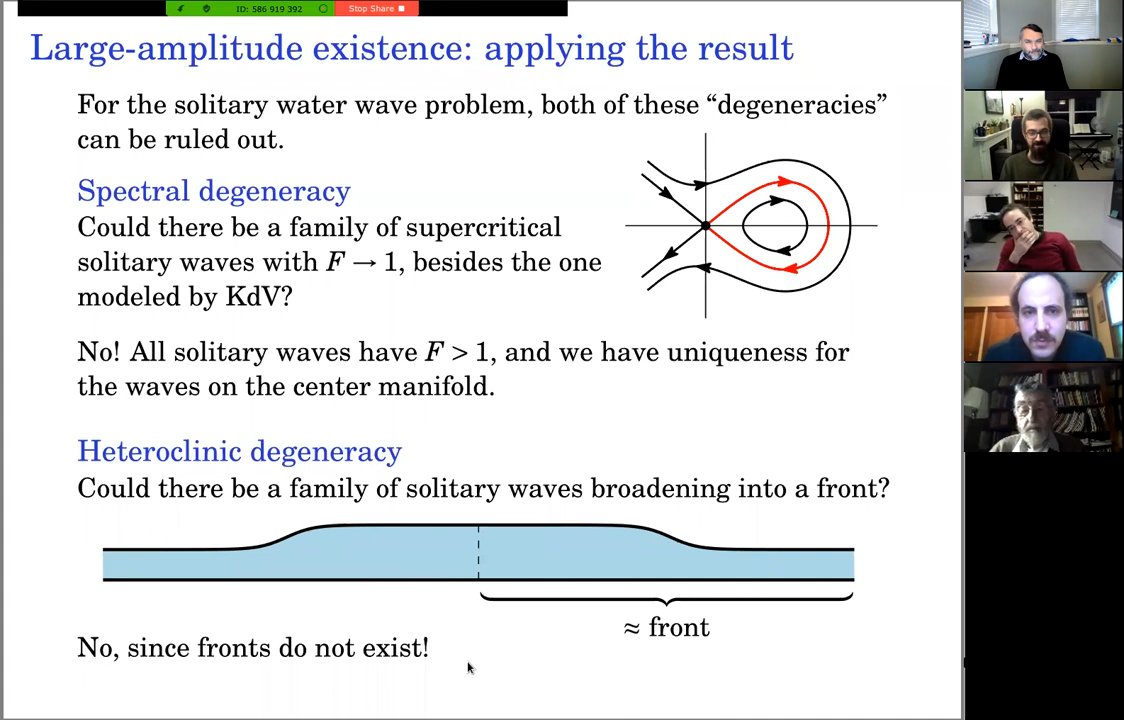 ID: 586 919 392
Stop Share
Large-amplitude existence: applying the result
For the solitary water wave problem, both of these “degeneracies”
can be ruled out.
Spectral degeneracy
Could there be a family of supercritical
solitary waves with F → 1, besides the one
modeled by KdV?
No! All solitary waves have F > 1, and we have uniqueness for
the waves on the center manifold.
Heteroclinic degeneracy
Could there be a family of solitary waves broadening into a front?
≈ front
No, since fronts do not exist!